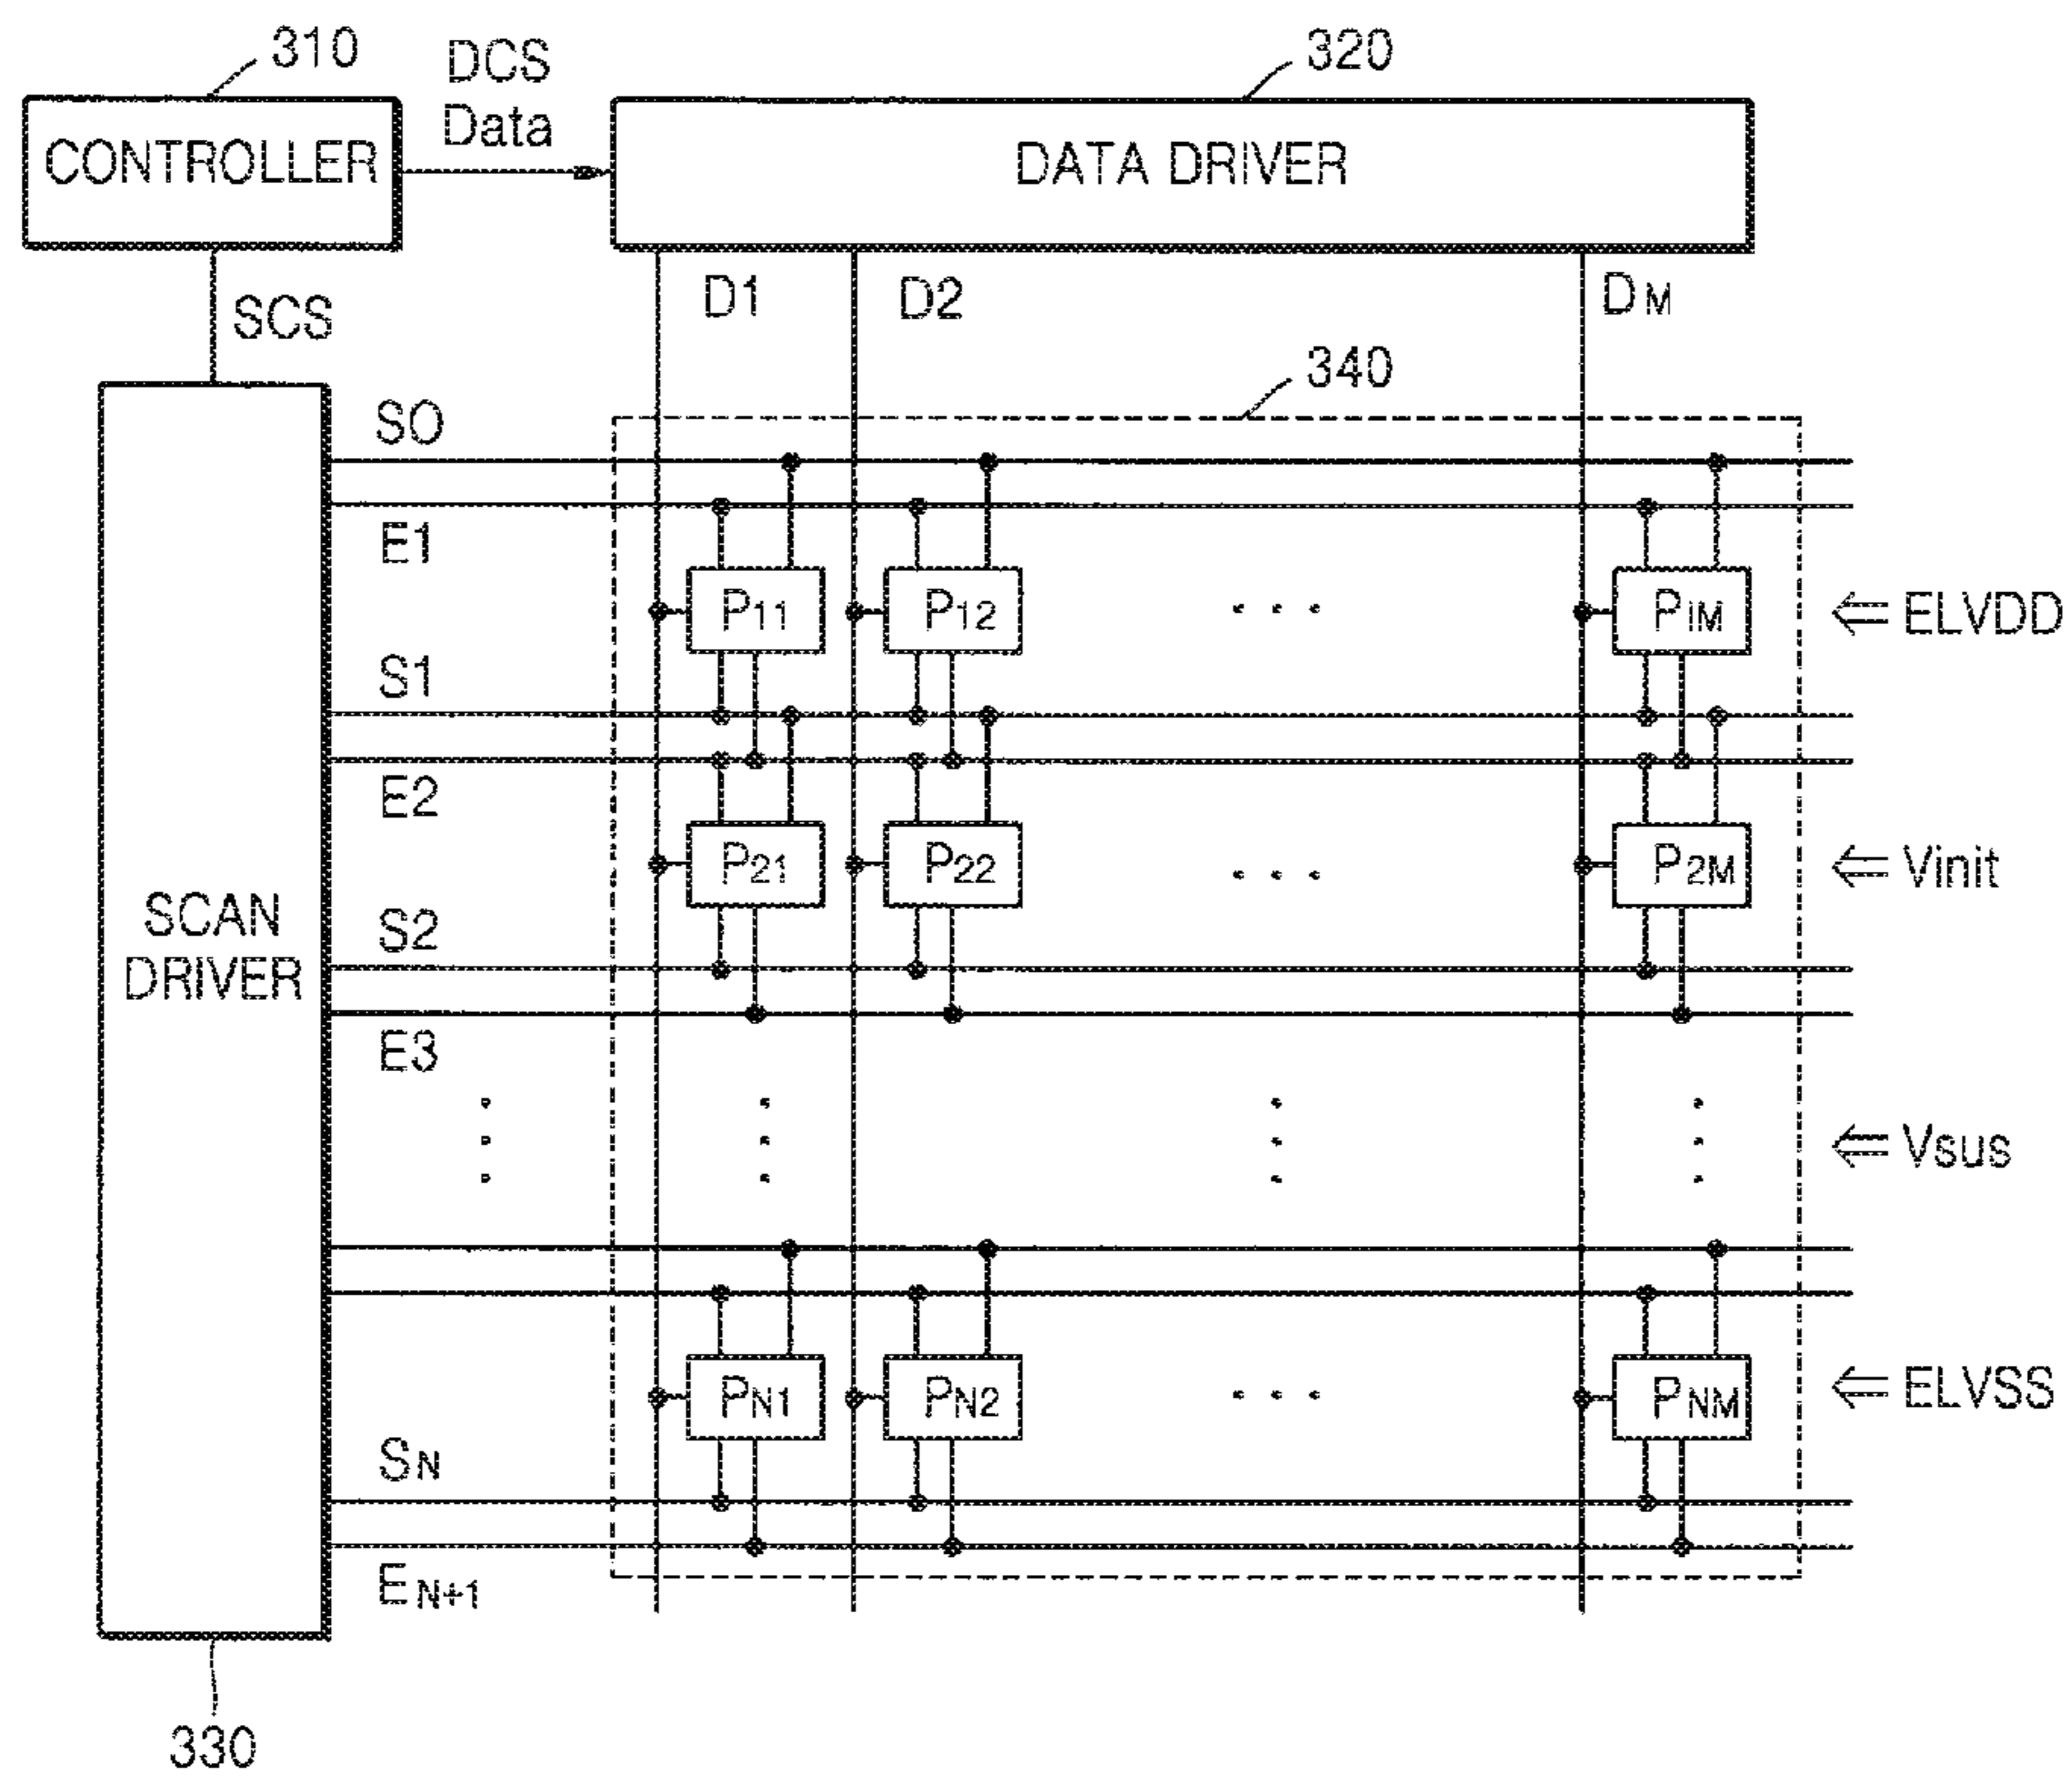 310
DCS
Data
320
CONTROLLER
DATA DRIVER
SCS
D1
D2
DM
340
S0
E1
P11
P12
. . .
P1M
ELVDD
S1
E2
P21
P22
. . .
P2M
Vinit
SCAN
DRIVER
S2
E3
Vsus
PN1
PN2
. . .
PNM
ELVSS
SN
EN+1
330